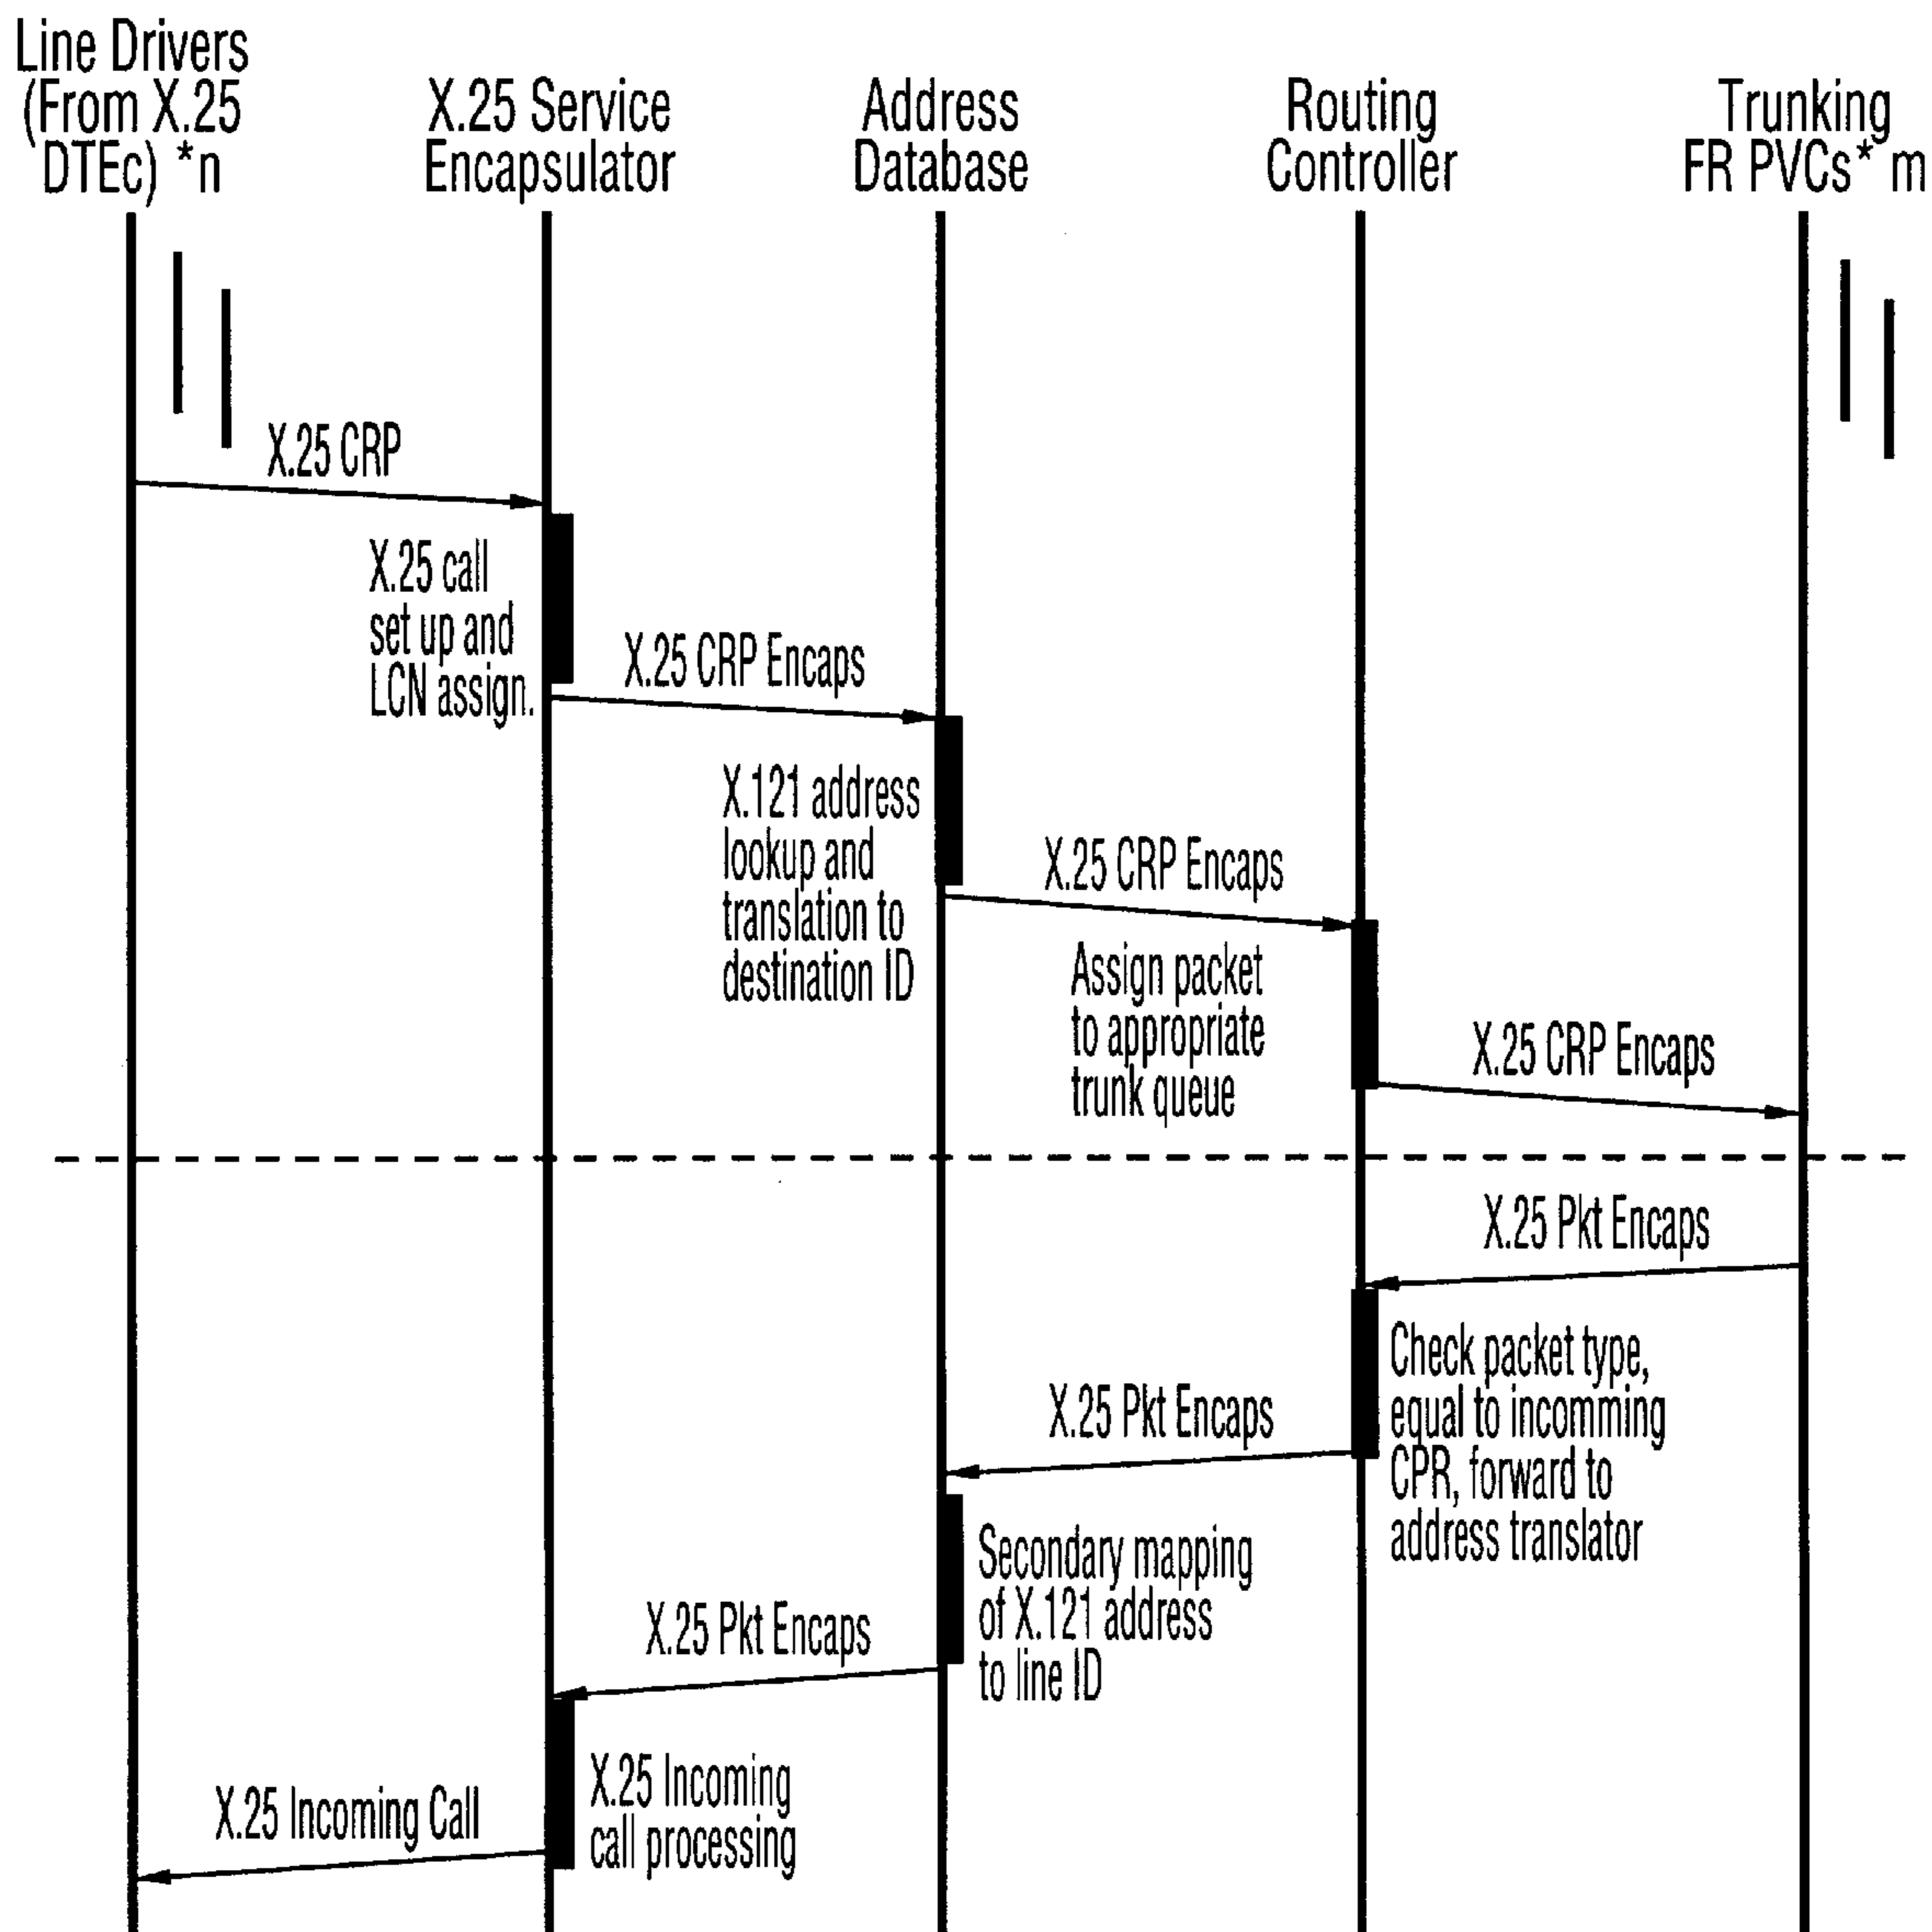 Line Drivers
(From X.25
DTEc) *n
X.25 Service
Encapsulator
Address
Database
Routing
Controller
Trunking
FR PVCs* m
X.25 CRP
X.25 call
set up and
LCN assign.
X.25 CRP Encaps
X.121 address
lookup and
translation to
destination ID
X.25 CRP Encaps
Assign packet
to appropriate
trunk queue
X.25 CRP Encaps
X.25 Pkt Encaps
Check packet type,
equal to incomming
CPR, forward to
address translator
X.25 Pkt Encaps
Secondary mapping
of X.121 address
to line ID
X.25 Pkt Encaps
X.25 Incoming
call processing
X.25 Incoming Call